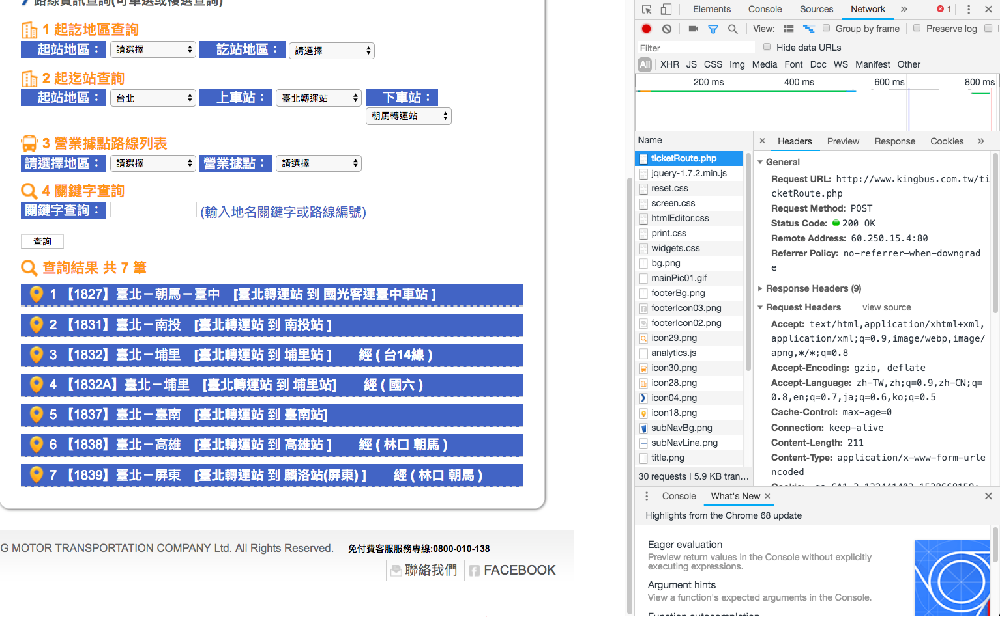 路線資訊查詢(可單選或複選查詢)
1 起訖地區查詢
起站地區： 請選擇 訖站地區： 請選擇
2 起迄站查詢
起站地區： 台北 上車站： 臺北轉運站 下車站：
朝馬轉運站
3 營業據點路線列表
請選擇地區： 請選擇 營業據點： 請選擇
4 關鍵字查詢
關鍵字查詢： (輸入地名關鍵字或路線編號)
查詢
查詢結果 共 7 筆
1 【1827】臺北－朝馬－臺中 [臺北轉運站 到 國光客運臺中車站 ]
2 【1831】臺北－南投 [臺北轉運站 到 南投站 ]
3 【1832】臺北－埔里 [臺北轉運站 到 埔里站 ] 經 ( 台14線 )
4 【1832A】臺北－埔里 [臺北轉運站 到 埔里站] 經 ( 國六 )
5 【1837】臺北－臺南 [臺北轉運站 到 臺南站]
6 【1838】臺北－高雄 [臺北轉運站 到 高雄站 ] 經 ( 林口 朝馬 )
7 【1839】臺北－屏東 [臺北轉運站 到 麟洛站(屏東) ] 經 ( 林口 朝馬 )
G MOTOR TRANSPORTATION COMPANY Ltd. All Rights Reserved. 免付費客服服務專線:0800-010-138
聯絡我們 FACEBOOK
Elements Console Sources Network » 1
View: Group by frame Preserve log
Filter Hide data URLs
All XHR JS CSS Img Media Font Doc WS Manifest Other
200 ms 400 ms 600 ms 800 ms
Name
ticketRoute.php
jquery-1.7.2.min.js
reset.css
screen.css
htmlEditor.css
print.css
widgets.css
bg.png
mainPic01.gif
footerBg.png
footerIcon03.png
footerIcon02.png
icon29.png
analytics.js
icon30.png
icon28.png
icon04.png
icon18.png
subNavBg.png
subNavLine.png
title.png
30 requests | 5.9 KB tran...
× Headers Preview Response Cookies »
General
Request URL: http://www.kingbus.com.tw/ti
cketRoute.php
Request Method: POST
Status Code: 200 OK
Remote Address: 60.250.15.4:80
Referrer Policy: no-referrer-when-downgrad
e
Response Headers (9)
Request Headers view source
Accept: text/html,application/xhtml+xml,
application/xml;q=0.9,image/webp,image/
apng,*/*;q=0.8
Accept-Encoding: gzip, deflate
Accept-Language: zh-TW,zh;q=0.9,zh-CN;q=
0.8,en;q=0.7,ja;q=0.6,ko;q=0.5
Cache-Control: max-age=0
Connection: keep-alive
Content-Length: 211
Content-Type: application/x-www-form-urle
ncoded
Cookie: _ga=GA1.3.132441402.1538668159;
Console What's New ×
Highlights from the Chrome 68 update
Eager evaluation
Preview return values in the Console without explicitly
executing expressions.
Argument hints
View a function's expected arguments in the Console.
Function autocompletion